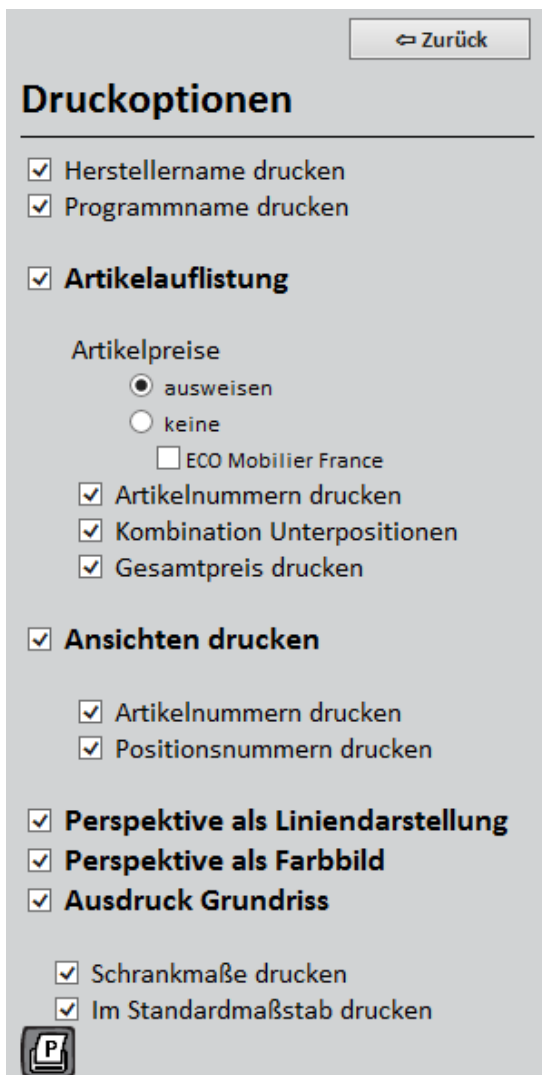 ⇦ Zurück
Druckoptionen
Herstellername drucken
Programmname drucken
Artikelauflistung
Artikelpreise
ausweisen
keine
ECO Mobilier France
Artikelnummern drucken
Kombination Unterpositionen
Gesamtpreis drucken
Ansichten drucken
Artikelnummern drucken
Positionsnummern drucken
Perspektive als Liniendarstellung
Perspektive als Farbbild
Ausdruck Grundriss
Schrankmaße drucken
Im Standardmaßstab drucken
P